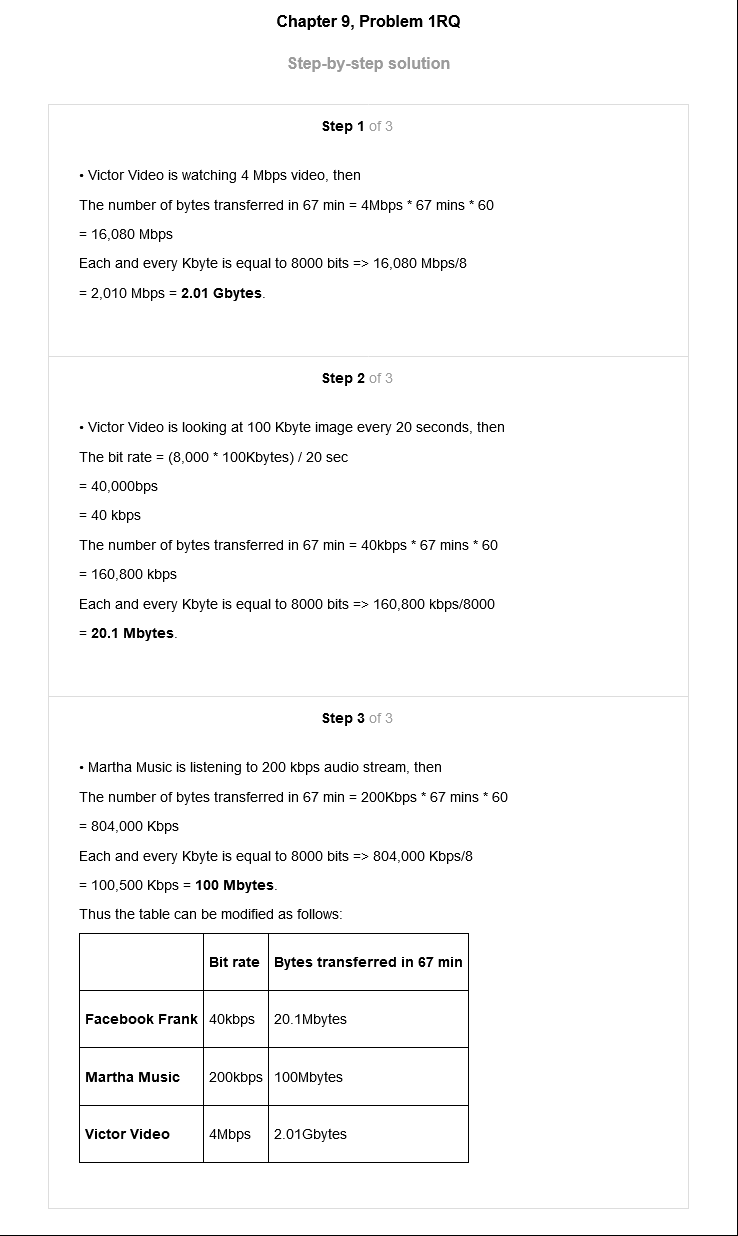 Chapter 9, Problem 1RQ
Step-by-step solution
Step 1 of 3
• Victor Video is watching 4 Mbps video, then
The number of bytes transferred in 67 min = 4Mbps * 67 mins * 60
= 16,080 Mbps
Each and every Kbyte is equal to 8000 bits => 16,080 Mbps/8
= 2,010 Mbps = 2.01 Gbytes.
Step 2 of 3
• Victor Video is looking at 100 Kbyte image every 20 seconds, then
The bit rate = (8,000 * 100Kbytes) / 20 sec
= 40,000bps
= 40 kbps
The number of bytes transferred in 67 min = 40kbps * 67 mins * 60
= 160,800 kbps
Each and every Kbyte is equal to 8000 bits => 160,800 kbps/8000
= 20.1 Mbytes.
Step 3 of 3
• Martha Music is listening to 200 kbps audio stream, then
The number of bytes transferred in 67 min = 200Kbps * 67 mins * 60
= 804,000 Kbps
Each and every Kbyte is equal to 8000 bits => 804,000 Kbps/8
= 100,500 Kbps = 100 Mbytes.
Thus the table can be modified as follows:
Bit rate Bytes transferred in 67 min
Facebook Frank 40kbps 20.1Mbytes
Martha Music 200kbps 100Mbytes
Victor Video 4Mbps 2.01Gbytes